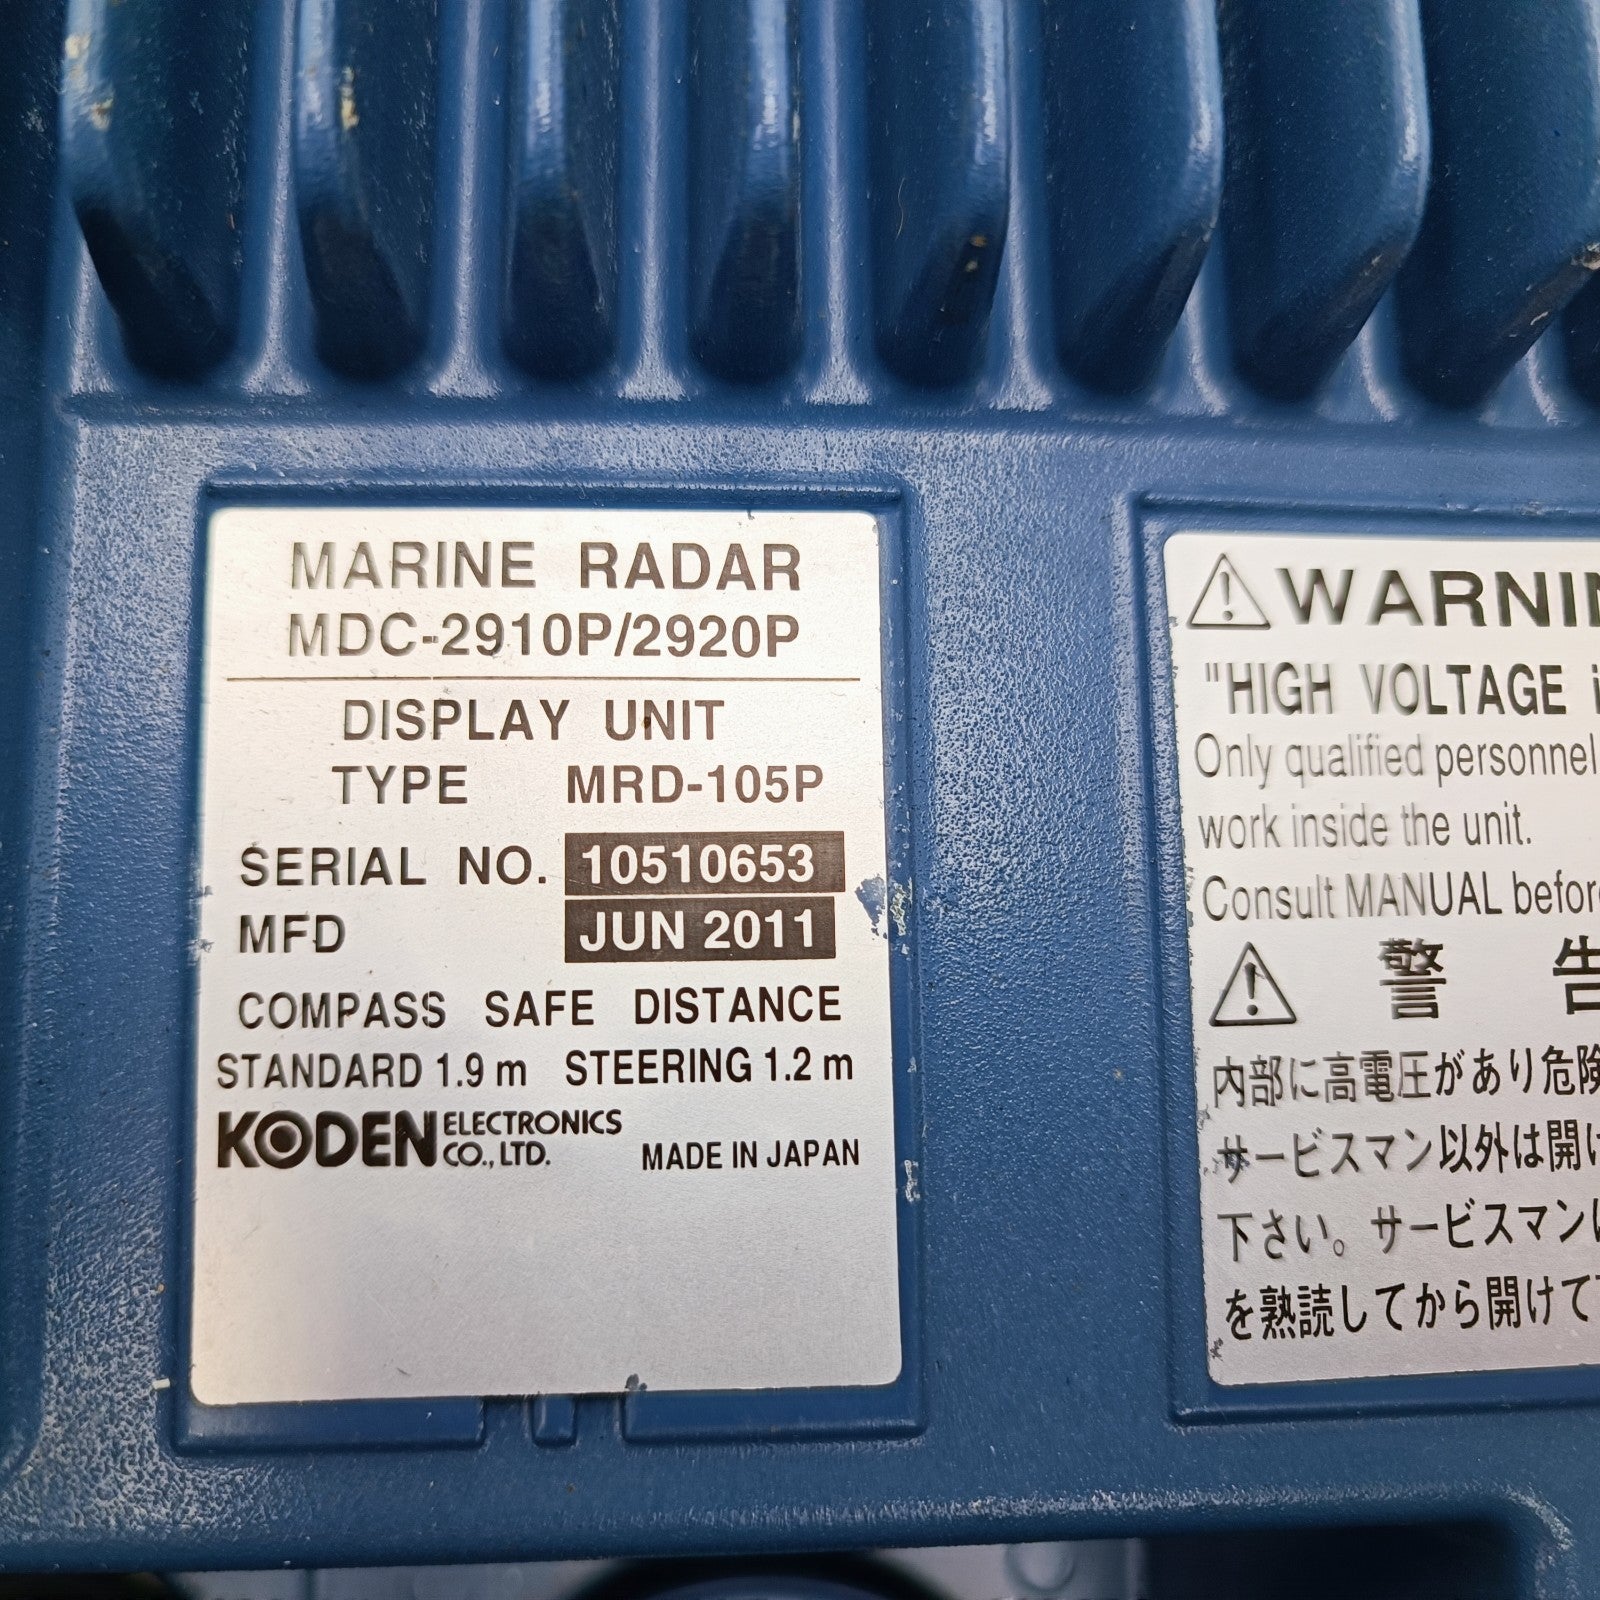 MARINE RADAR
MDC-2910P/2920P
DISPLAY UNIT
TYPE MRD-105P
SERIAL NO. 10510653
MFD JUN 2011
COMPASS SAFE DISTANCE
STANDARD 1.9 m STEERING 1.2 m
KODEN ELECTRONICS CO., LTD. MADE IN JAPAN
"HIGH VOLTAGE
Only qualified personnel
work inside the unit.
Consult MANUAL
警告
内部に高電圧があり危険
サービスマン以外は開け
下さい。サービスマン
を熟読してから開けて